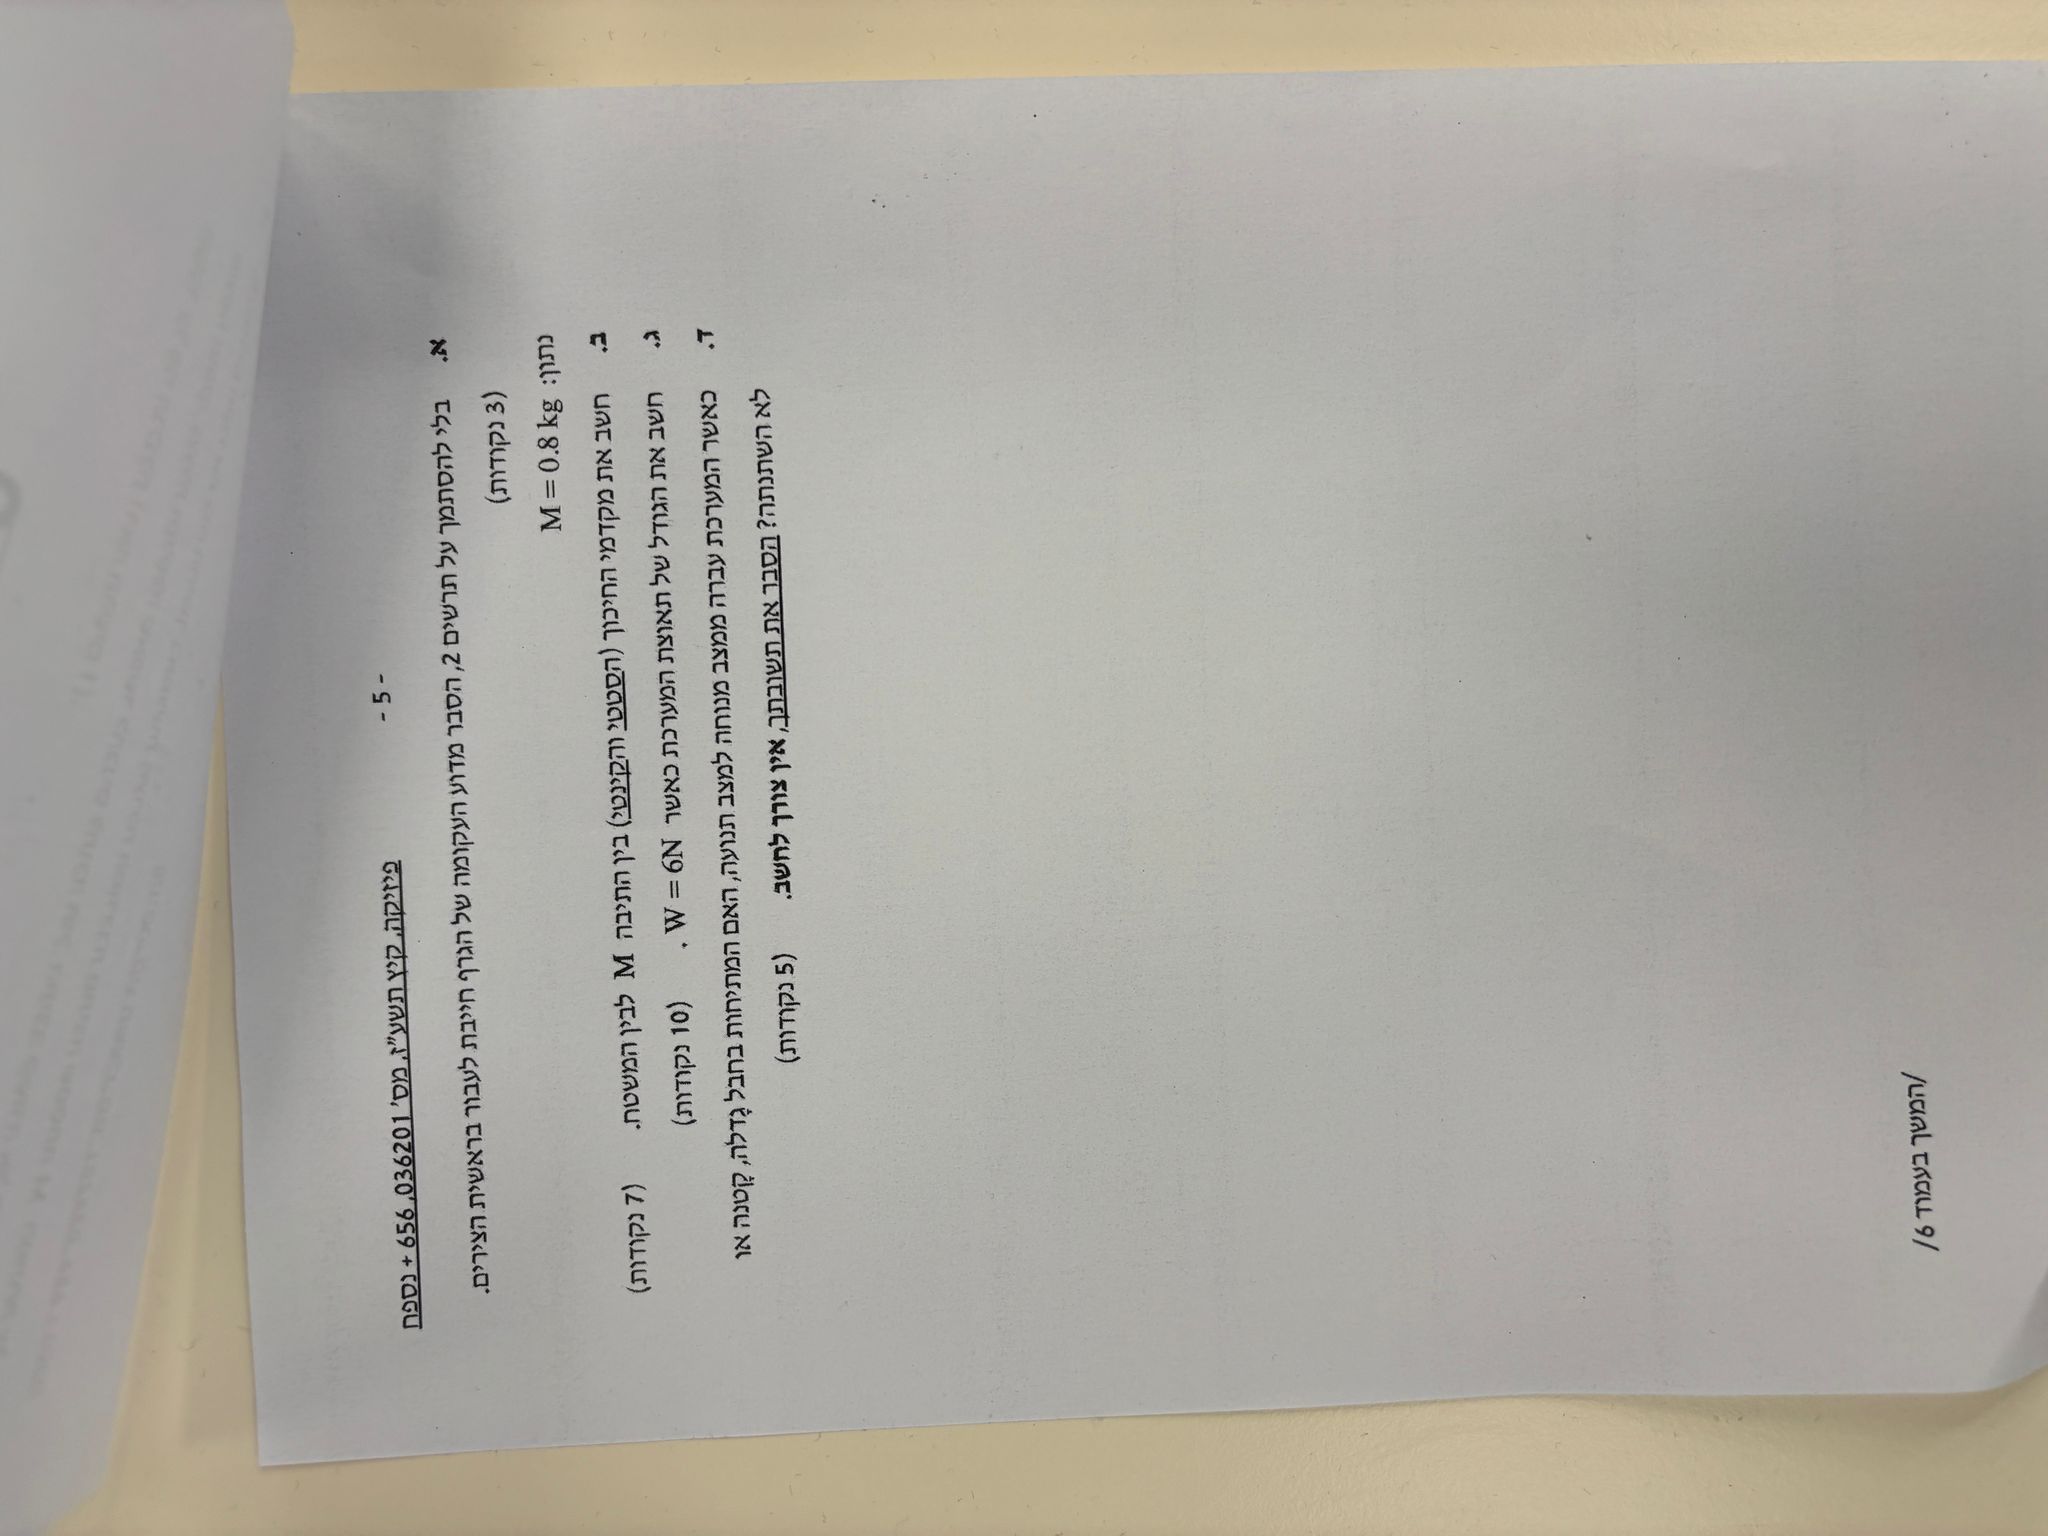 - 5 -
פיזיקה, קיץ תשע"ז, מס' 036201, 656 + נספח
א. בלי להסתמך על תרשים 2, הסבר מדוע העקומה של הגרף חייבת לעבור בראשית הצירים.
(3 נקודות)
נתון: M = 0.8 kg
ב. חשב את מקדמי החיכוך (הסטטי והקינטי) בין התיבה M לבין המשטח. (7 נקודות)
ג. חשב את הגודל של תאוצת המערכת כאשר W = 6N . (10 נקודות)
ד. כאשר המערכת עברה ממצב מנוחה למצב תנועה, האם המתיחות בחבל גָדלה, קָטנה או
לא השתנתה? הסבר את תשובתך, אין צורך לחשב. (5 נקודות)
/המשך בעמוד 6/